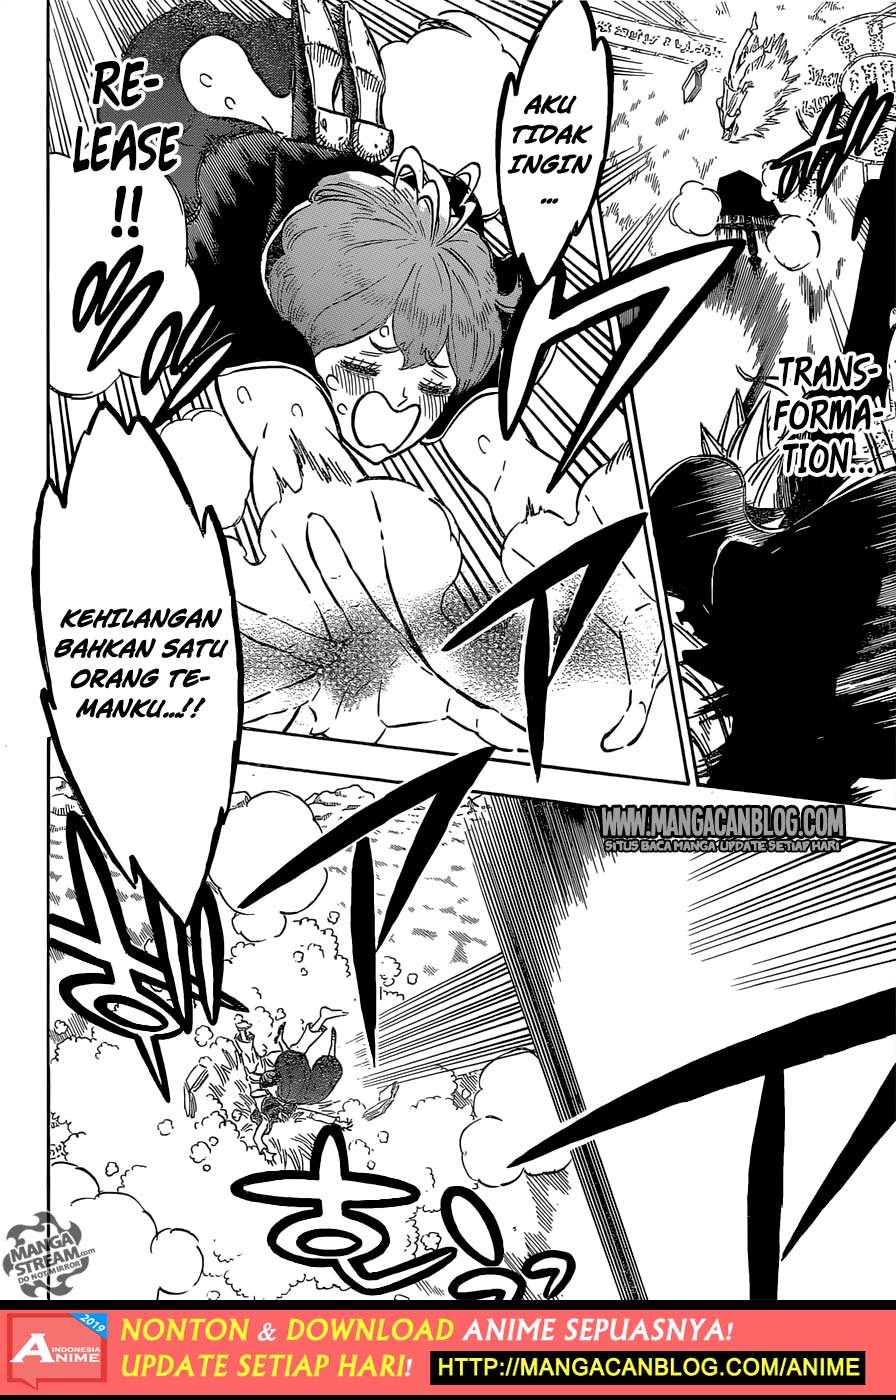 TRANS-
FORMA-
TION...
RE-
LEASE
!!
AKU
TIDAK
INGIN
...
KEHILANGAN
BAHKAN SATU
ORANG TE-
MANKU...!!
WWW.MANGACANBLOG.COM
SITUS BACA MANGA UPDATE SETIAP HARI
MANGA
STREAM.com
DO NOT MIRROR
2019
A INDONESIA
ANIME
NONTON & DOWNLOAD ANIME SEPUASNYA!
UPDATE SETIAP HARI! HTTP://MANGACANBLOG.COM/ANIME